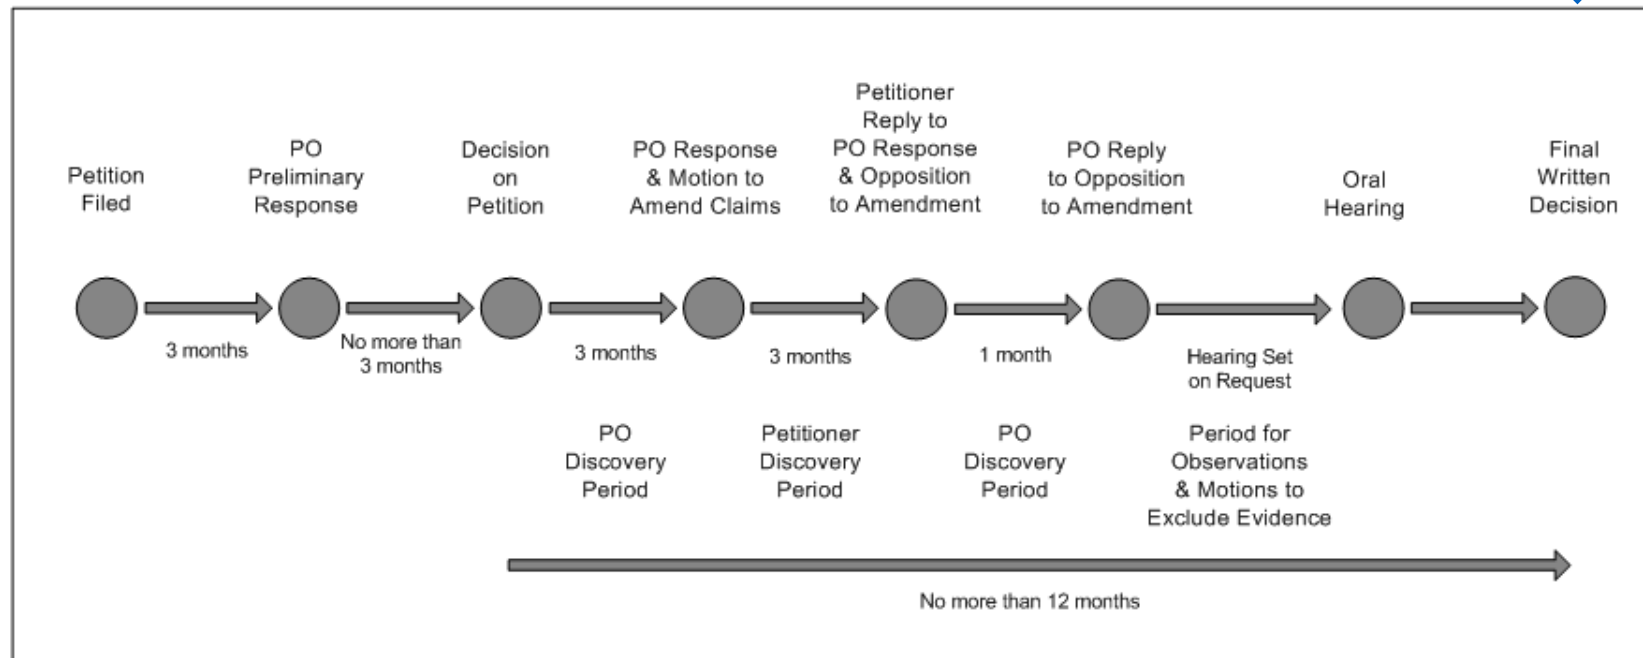 Petition
Filed
PO
Preliminary
Response
Decision
on
Petition
PO Response
& Motion to
Amend Claims
Petitioner
Reply to
PO Response
& Opposition
to Amendment
PO Reply
to Opposition
to Amendment
Oral
Hearing
Final
Written
Decision
3 months
No more than
3 months
3 months
3 months
1 month
Hearing Set
on Request
PO
Discovery
Period
Petitioner
Discovery
Period
PO
Discovery
Period
Period for
Observations
& Motions to
Exclude Evidence
No more than 12 months